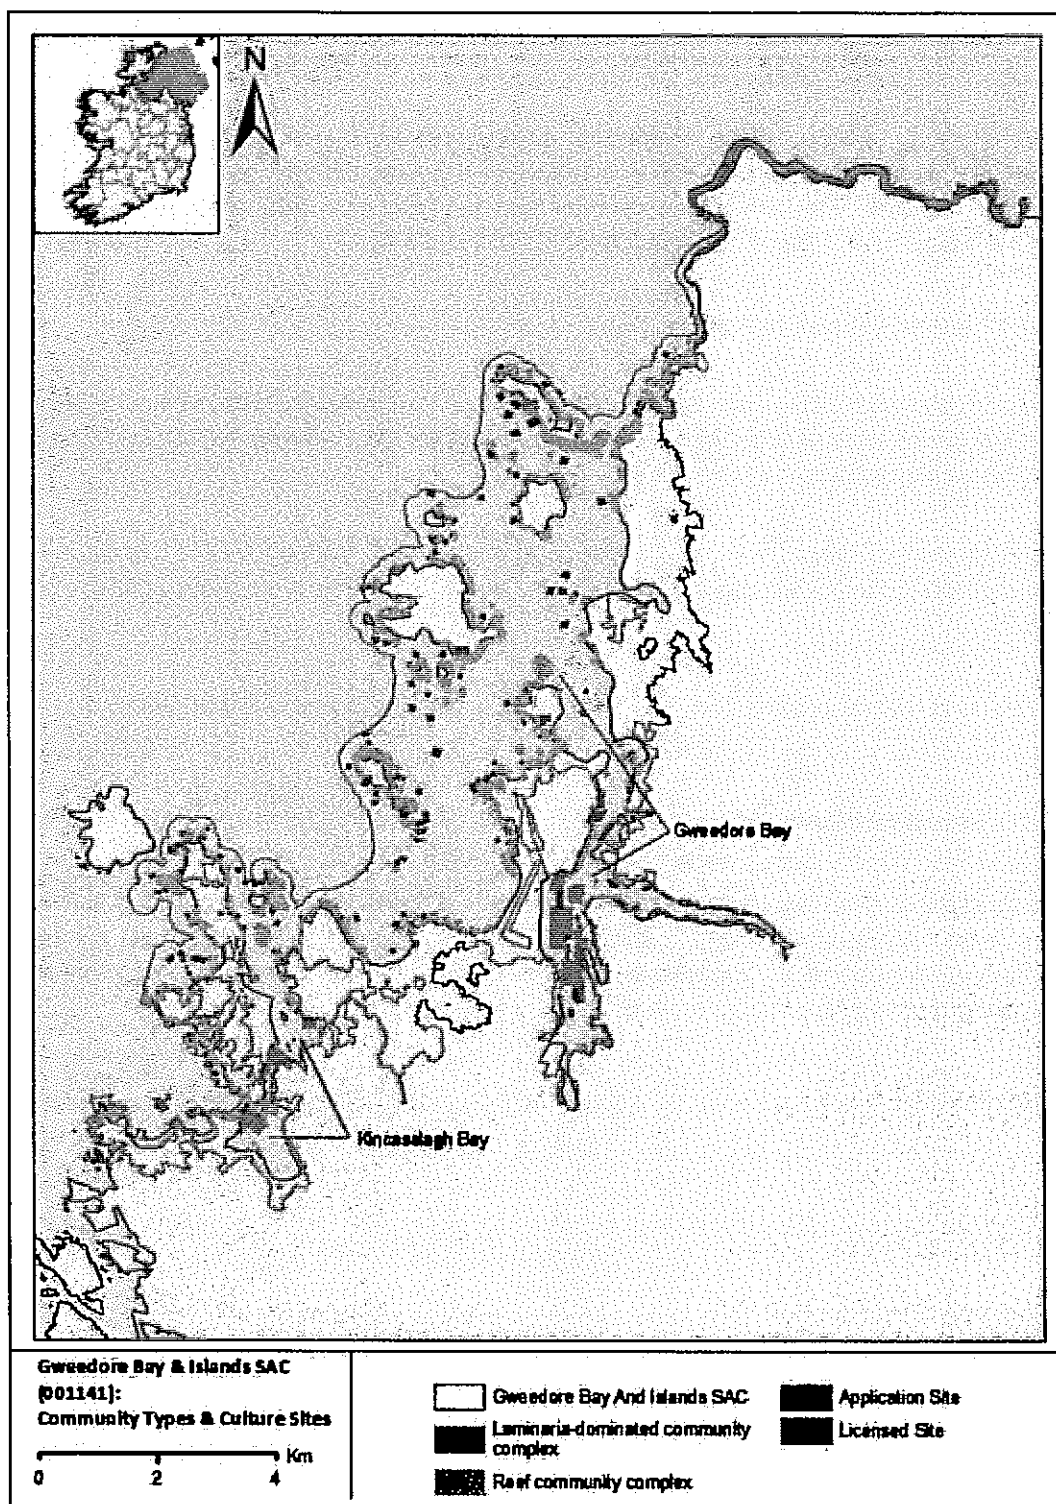 N
Gweedore Bay
Kincasslagh Bay
Gweedore Bay & Islands SAC
(001141):
Community Types & Culture Sites
Km
0 2 4
Gweedore Bay And Islands SAC
Laminaria-dominated community
complex
Reef community complex
Application Site
Licensed Site